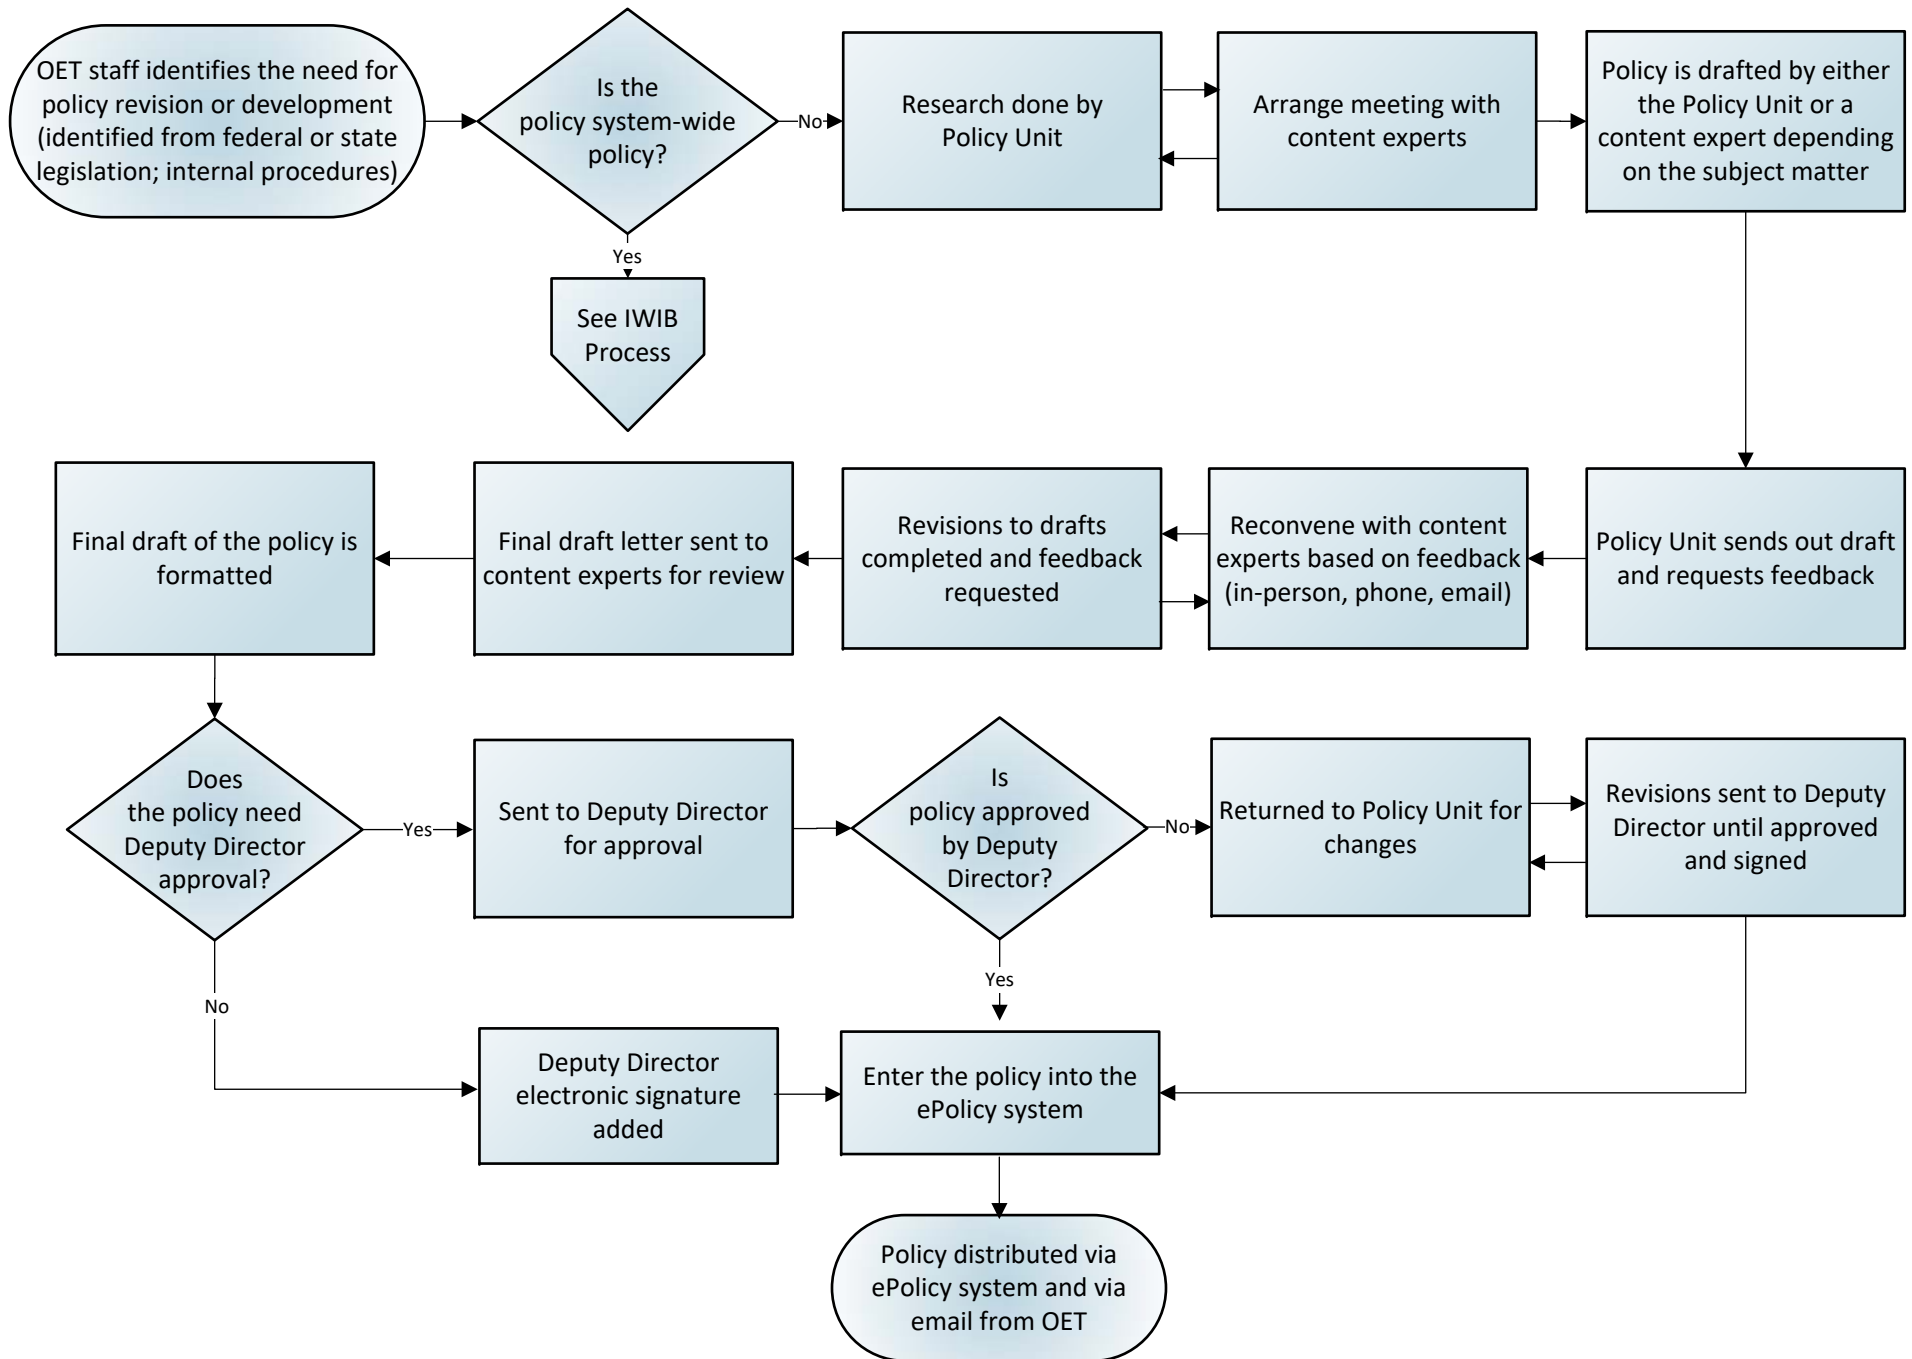 OET staff identifies the need for
policy revision or development
(identified from federal or state
legislation; internal procedures)
Is the
policy system-wide
policy?
No
Research done by
Policy Unit
Arrange meeting with
content experts
Policy is drafted by either
the Policy Unit or a
content expert depending
on the subject matter
Yes
See IWIB
Process
Final draft of the policy is
formatted
Final draft letter sent to
content experts for review
Revisions to drafts
completed and feedback
requested
Reconvene with content
experts based on feedback
(in-person, phone, email)
Policy Unit sends out draft
and requests feedback
Does
the policy need
Deputy Director
approval?
Yes
Sent to Deputy Director
for approval
Is
policy approved
by Deputy
Director?
No
Returned to Policy Unit for
changes
Revisions sent to Deputy
Director until approved
and signed
No
Yes
Deputy Director
electronic signature
added
Enter the policy into the
ePolicy system
Policy distributed via
ePolicy system and via
email from OET